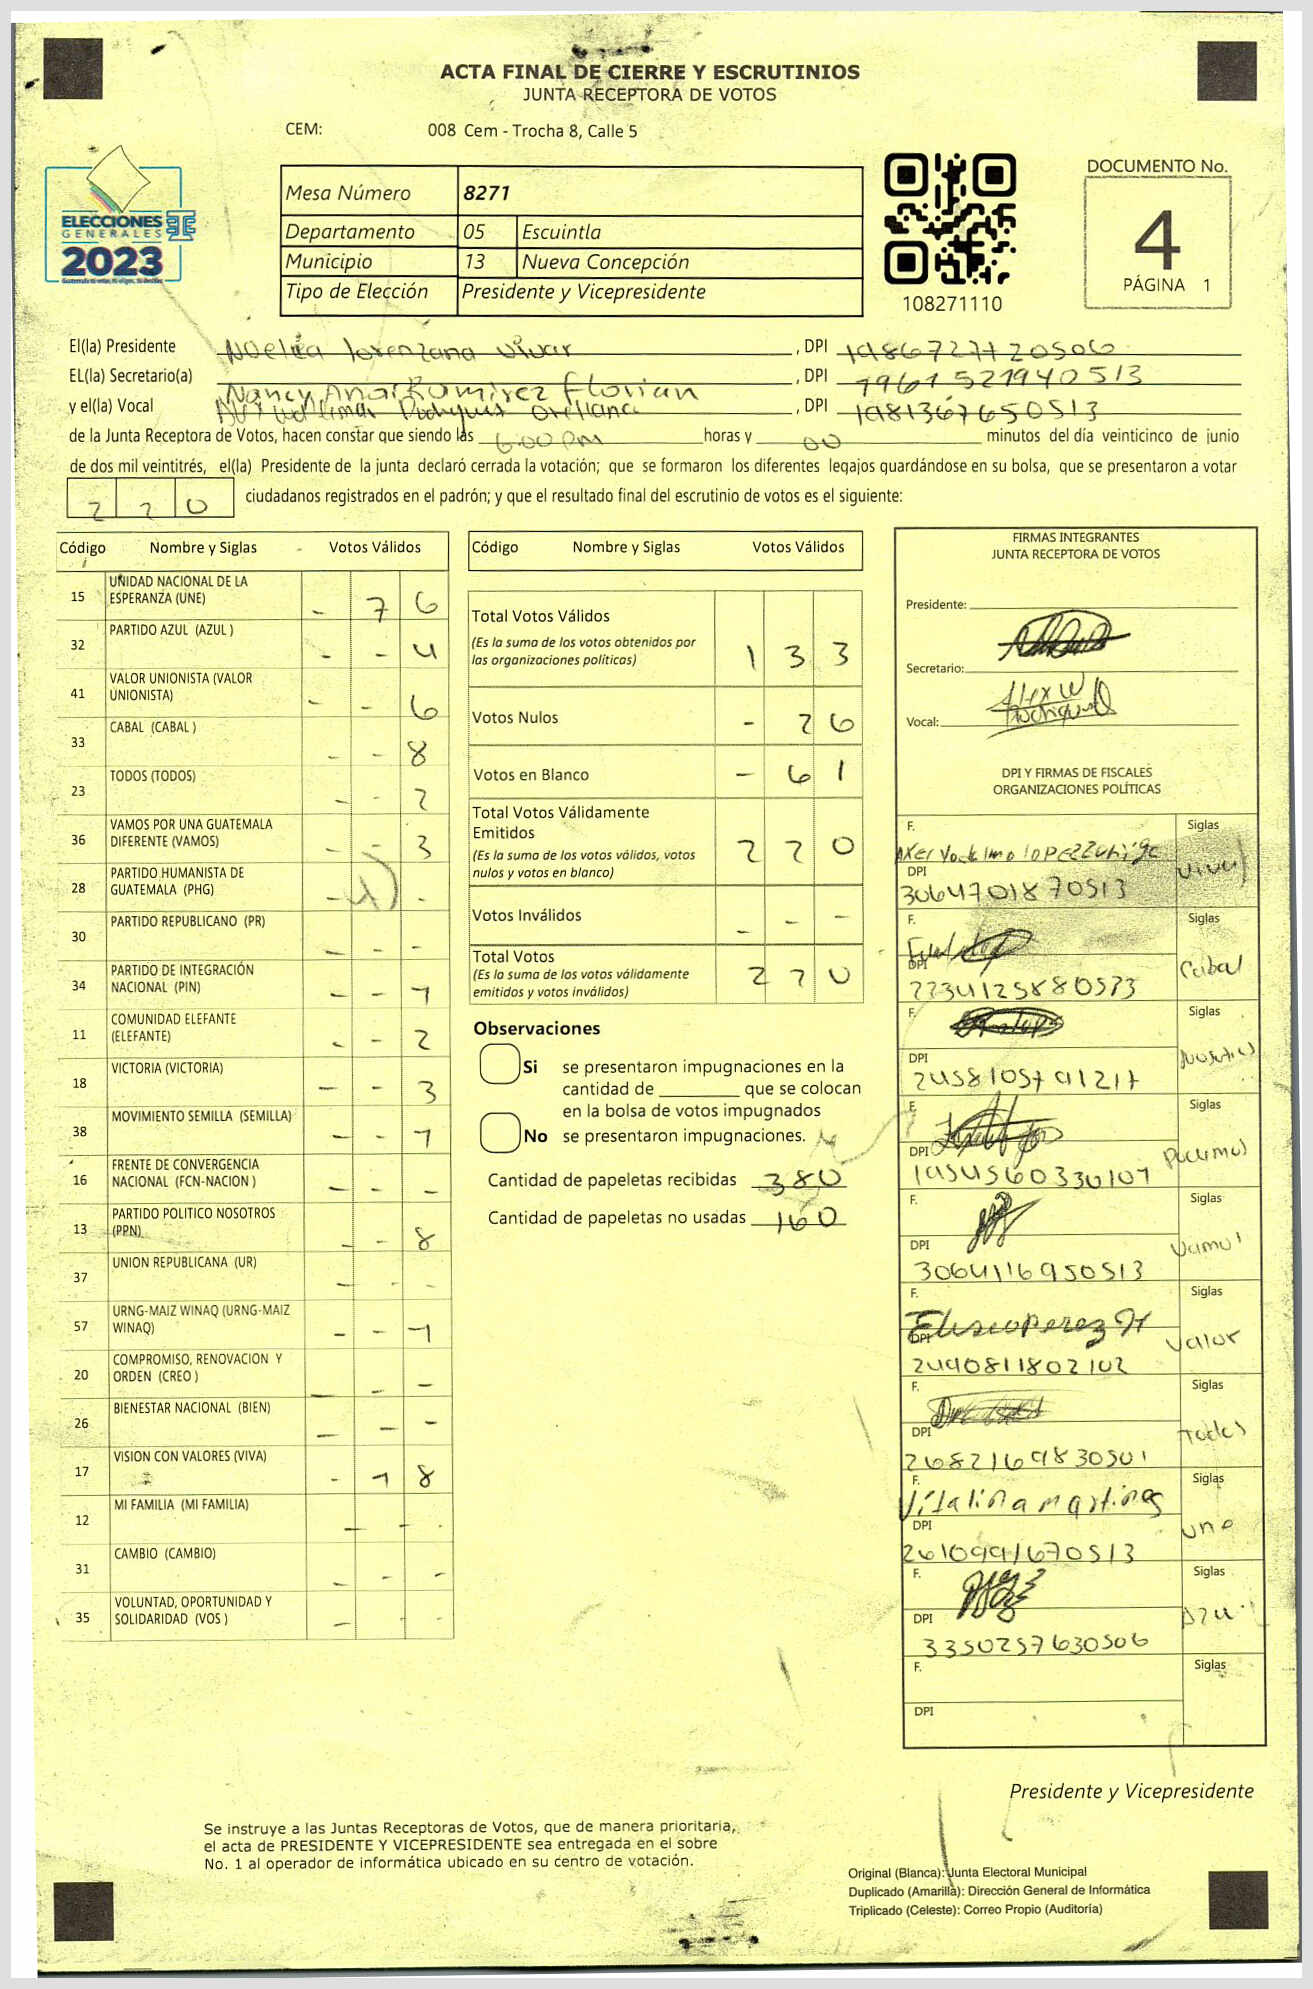 ACTA FINAL DE CIERRE Y ESCRUTINIOS
JUNTA RECEPTORA DE VOTOS
CEM: 008 Cem - Trocha 8, Calle 5
ELECCIONES
GENERALES
2023
Mesa Número 8271
Departamento 05 Escuintla
Municipio 13 Nueva Concepción
Tipo de Elección Presidente y Vicepresidente
108271110
DOCUMENTO No.
4
PÁGINA 1
El(la) Presidente Noelia lorenzana vivar, DPI 1986727720506
EL(la) Secretario(a) Nancy Anai Ramirez Florian, DPI 1961521940513
y el(la) Vocal Rodriguez Orellana, DPI 1981367650513
de la Junta Receptora de Votos, hacen constar que siendo las 6:00 Pm horas y 00 minutos del día veinticinco de junio
de dos mil veintitrés, el(la) Presidente de la junta declaró cerrada la votación; que se formaron los diferentes legajos guardándose en su bolsa, que se presentaron a votar
220 ciudadanos registrados en el padrón; y que el resultado final del escrutinio de votos es el siguiente:
Código Nombre y Siglas Votos Válidos
15 UNIDAD NACIONAL DE LA ESPERANZA (UNE) - 7 6
32 PARTIDO AZUL (AZUL ) - - 4
41 VALOR UNIONISTA (VALOR UNIONISTA) - - 6
33 CABAL (CABAL ) - - 8
23 TODOS (TODOS) - - 2
36 VAMOS POR UNA GUATEMALA DIFERENTE (VAMOS) - - 3
28 PARTIDO HUMANISTA DE GUATEMALA (PHG) - -
30 PARTIDO REPUBLICANO (PR) - - -
34 PARTIDO DE INTEGRACIÓN NACIONAL (PIN) - - 1
11 COMUNIDAD ELEFANTE (ELEFANTE) - - 2
18 VICTORIA (VICTORIA) - - 3
38 MOVIMIENTO SEMILLA (SEMILLA) - - 1
16 FRENTE DE CONVERGENCIA NACIONAL (FCN-NACION ) - - -
13 PARTIDO POLITICO NOSOTROS (PPN) - - 8
37 UNION REPUBLICANA (UR) - - -
57 URNG-MAIZ WINAQ (URNG-MAIZ WINAQ) - - 1
20 COMPROMISO, RENOVACION Y ORDEN (CREO ) - - -
26 BIENESTAR NACIONAL (BIEN) - - -
17 VISION CON VALORES (VIVA) - 1 8
12 MI FAMILIA (MI FAMILIA) - - -
31 CAMBIO (CAMBIO) - - -
35 VOLUNTAD, OPORTUNIDAD Y SOLIDARIDAD (VOS ) - - -
Código Nombre y Siglas Votos Válidos
Total Votos Válidos 1 3 3
(Es la suma de los votos obtenidos por
las organizaciones políticas)
Votos Nulos - 2 6
Votos en Blanco - 6 1
Total Votos Válidamente
Emitidos 2 2 0
(Es la suma de los votos válidos, votos
nulos y votos en blanco)
Votos Inválidos - - -
Total Votos 2 2 0
(Es la suma de los votos válidamente
emitidos y votos inválidos)
Observaciones
Si se presentaron impugnaciones en la
cantidad de ________ que se colocan
en la bolsa de votos impugnados
No se presentaron impugnaciones.
Cantidad de papeletas recibidas 380
Cantidad de papeletas no usadas 160
FIRMAS INTEGRANTES
JUNTA RECEPTORA DE VOTOS
Presidente:
Secretario:
Vocal:
DPI Y FIRMAS DE FISCALES
ORGANIZACIONES POLÍTICAS
F. Siglas
viva
DPI 3064701870513
F. Siglas
Cabal
DPI 2234125880513
F. Siglas
DPI 2458105791217
F. Siglas
Podemos
DPI 1954560330107
F. Siglas
Vamos
DPI 3064116950513
F. Eliseo Perez Siglas
Valor
DPI 2490811802102
F. Siglas
Todos
DPI 2682169830501
F. Vitalina martinez Siglas
une
DPI 2610991670513
F. Siglas
Azul
DPI 3350257630506
F. Siglas
DPI
Presidente y Vicepresidente
Se instruye a las Juntas Receptoras de Votos, que de manera prioritaria,
el acta de PRESIDENTE Y VICEPRESIDENTE sea entregada en el sobre
No. 1 al operador de informática ubicado en su centro de votación.
Original (Blanca): Junta Electoral Municipal
Duplicado (Amarilla): Dirección General de Informática
Triplicado (Celeste): Correo Propio (Auditoría)